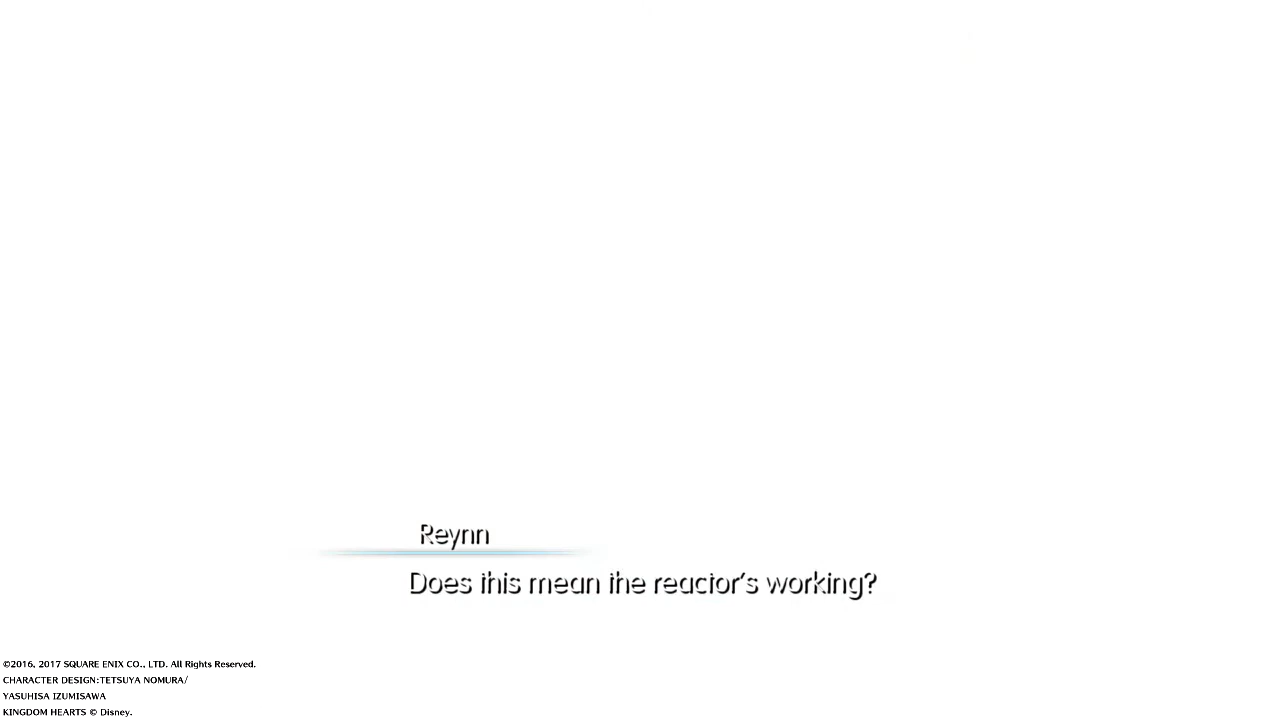 Reynn
Does this mean the reactor's working?
©2016, 2017 SQUARE ENIX CO., LTD. All Rights Reserved.
CHARACTER DESIGN:TETSUYA NOMURA/
YASUHISA IZUMISAWA
KINGDOM HEARTS © Disney.